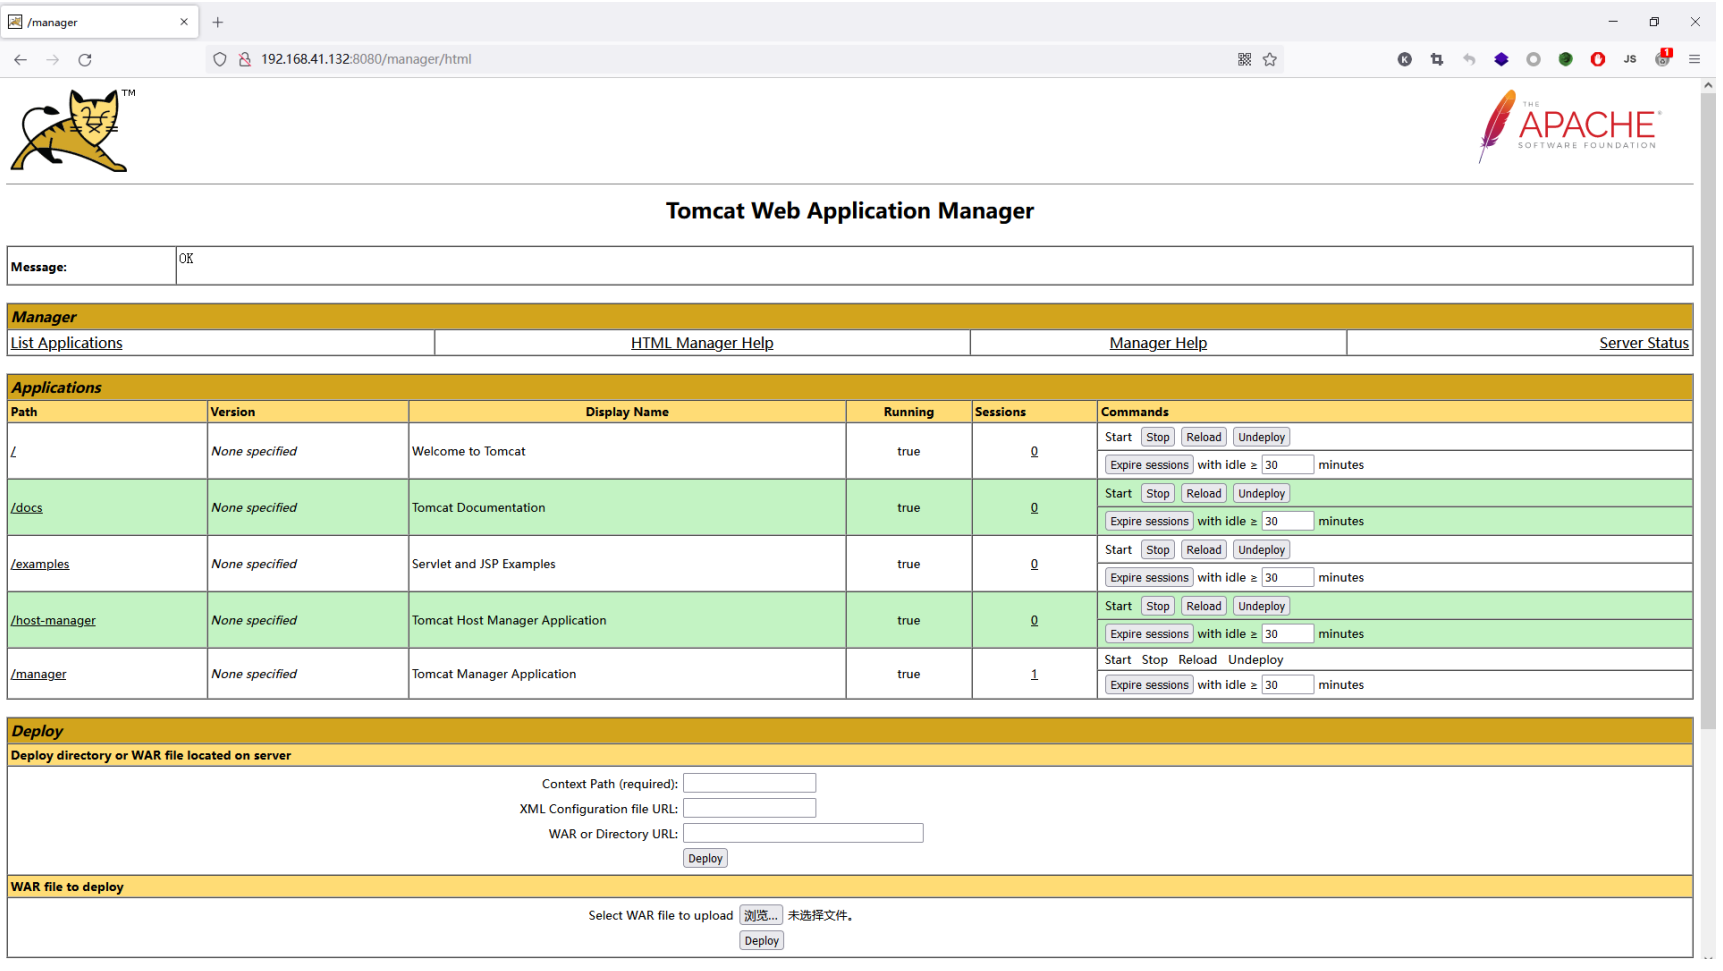 /manager
192.168.41.132:8080/manager/html
K
JS
1
TM
THE
APACHE
SOFTWARE FOUNDATION
Tomcat Web Application Manager
Message:
OK
Manager
List Applications
HTML Manager Help
Manager Help
Server Status
Applications
Path Version Display Name Running Sessions Commands
/ None specified Welcome to Tomcat true 0 Start Stop Reload Undeploy
Expire sessions with idle ≥ 30 minutes
/docs None specified Tomcat Documentation true 0 Start Stop Reload Undeploy
Expire sessions with idle ≥ 30 minutes
/examples None specified Servlet and JSP Examples true 0 Start Stop Reload Undeploy
Expire sessions with idle ≥ 30 minutes
/host-manager None specified Tomcat Host Manager Application true 0 Start Stop Reload Undeploy
Expire sessions with idle ≥ 30 minutes
/manager None specified Tomcat Manager Application true 1 Start Stop Reload Undeploy
Expire sessions with idle ≥ 30 minutes
Deploy
Deploy directory or WAR file located on server
Context Path (required):
XML Configuration file URL:
WAR or Directory URL:
Deploy
WAR file to deploy
Select WAR file to upload 浏览... 未选择文件。
Deploy